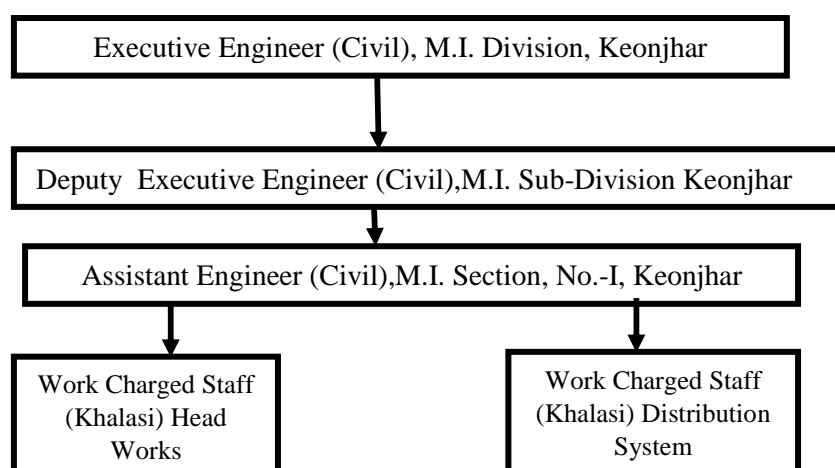 Executive Engineer (Civil), M.I. Division, Keonjhar
Deputy Executive Engineer (Civil),M.I. Sub-Division Keonjhar
Assistant Engineer (Civil),M.I. Section, No.-I, Keonjhar
Work Charged Staff
(Khalasi) Head
Works
Work Charged Staff
(Khalasi) Distribution
System